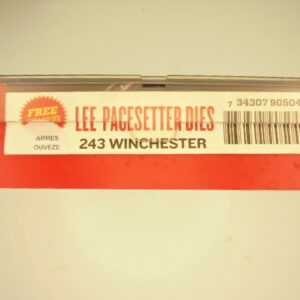 FREE
LEE PACESETTER DIES
7 34307 90504
ARMES
OUVEZE
243 WINCHESTER